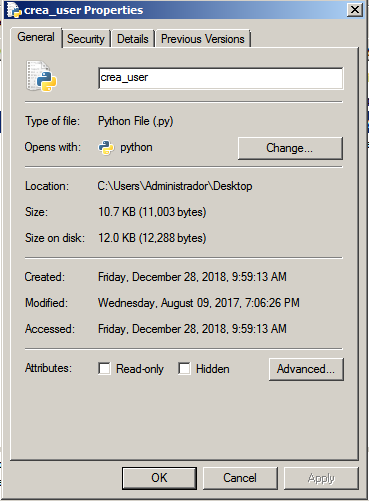 crea_user Properties
General Security Details Previous Versions
crea_user
Type of file: Python File (.py)
Opens with: python Change...
Location: C:\Users\Administrador\Desktop
Size: 10.7 KB (11,003 bytes)
Size on disk: 12.0 KB (12,288 bytes)
Created: Friday, December 28, 2018, 9:59:13 AM
Modified: Wednesday, August 09, 2017, 7:06:26 PM
Accessed: Friday, December 28, 2018, 9:59:13 AM
Attributes: Read-only Hidden Advanced...
OK Cancel Apply